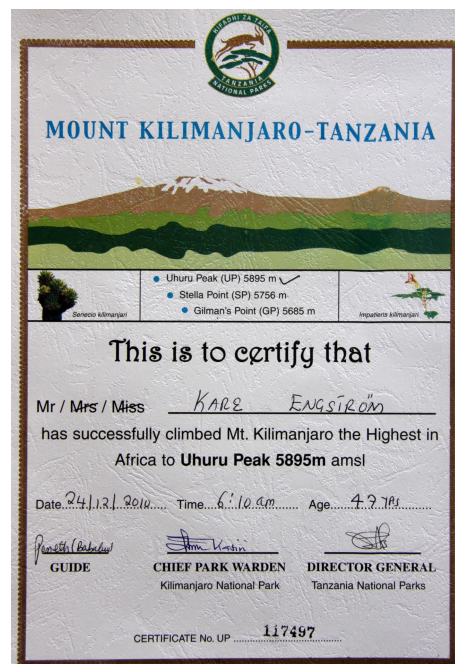 HIFADHI ZA TAIFA
TANZANIA
NATIONAL PARKS
MOUNT KILIMANJARO-TANZANIA
Uhuru Peak (UP) 5895 m
Stella Point (SP) 5756 m
Gilman's Point (GP) 5685 m
Senecio kilimanjari
Impatiens kilimanjari
This is to certify that
Mr / Mrs / Miss KARE ENGSTRÖM
has successfully climbed Mt. Kilimanjaro the Highest in
Africa to Uhuru Peak 5895m amsl
Date 24/12/2010 Time 6:10 am Age 47 yrs
GUIDE CHIEF PARK WARDEN DIRECTOR GENERAL
Kilimanjaro National Park Tanzania National Parks
CERTIFICATE No. UP 117497